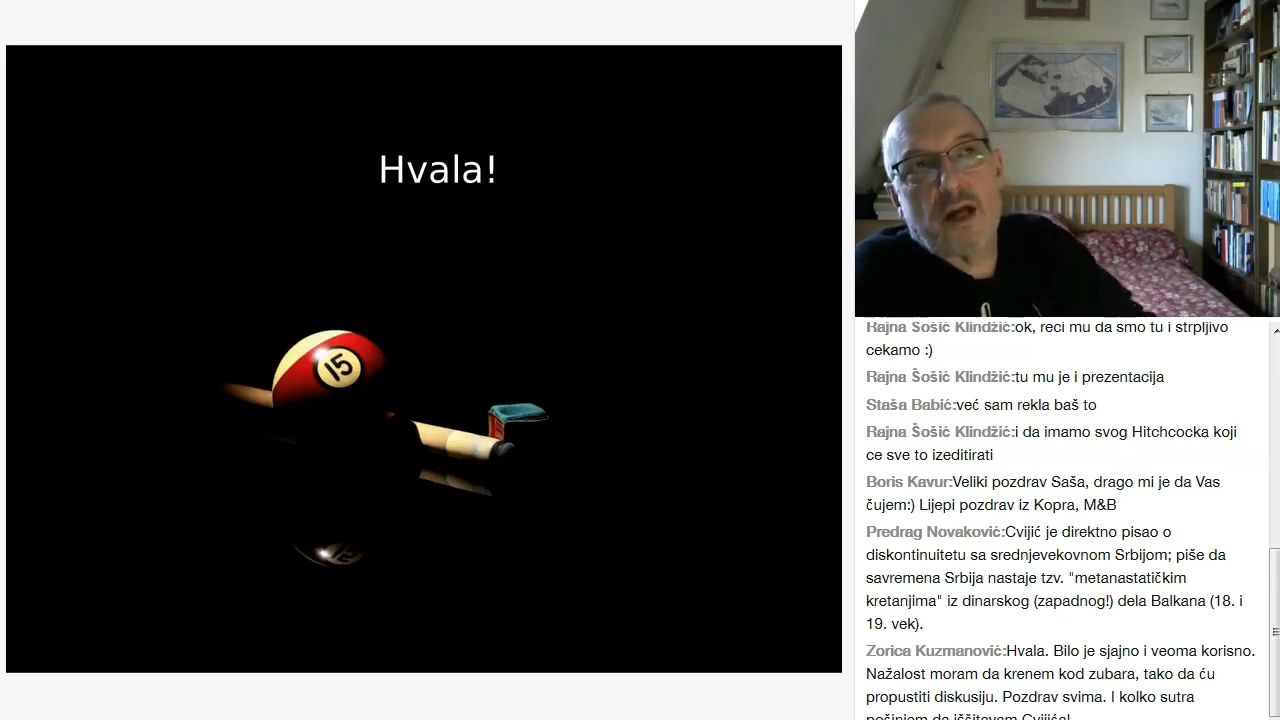 Hvala!
15
Rajna Šošić Klindžić:ok, reci mu da smo tu i strpljivo
cekamo :)
Rajna Šošić Klindžić:tu mu je i prezentacija
Staša Babić:već sam rekla baš to
Rajna Šošić Klindžić:i da imamo svog Hitchcocka koji
ce sve to izeditirati
Boris Kavur:Veliki pozdrav Saša, drago mi je da Vas
čujem:) Lijepi pozdrav iz Kopra, M&B
Predrag Novaković:Cvijić je direktno pisao o
diskontinuitetu sa srednjevekovnom Srbijom; piše da
savremena Srbija nastaje tzv. "metanastatičkim
kretanjima" iz dinarskog (zapadnog!) dela Balkana (18. i
19. vek).
Zorica Kuzmanović:Hvala. Bilo je sjajno i veoma korisno.
Nažalost moram da krenem kod zubara, tako da ću
propustiti diskusiju. Pozdrav svima. I kolko sutra
počinjem da iščitavam Cvijića!